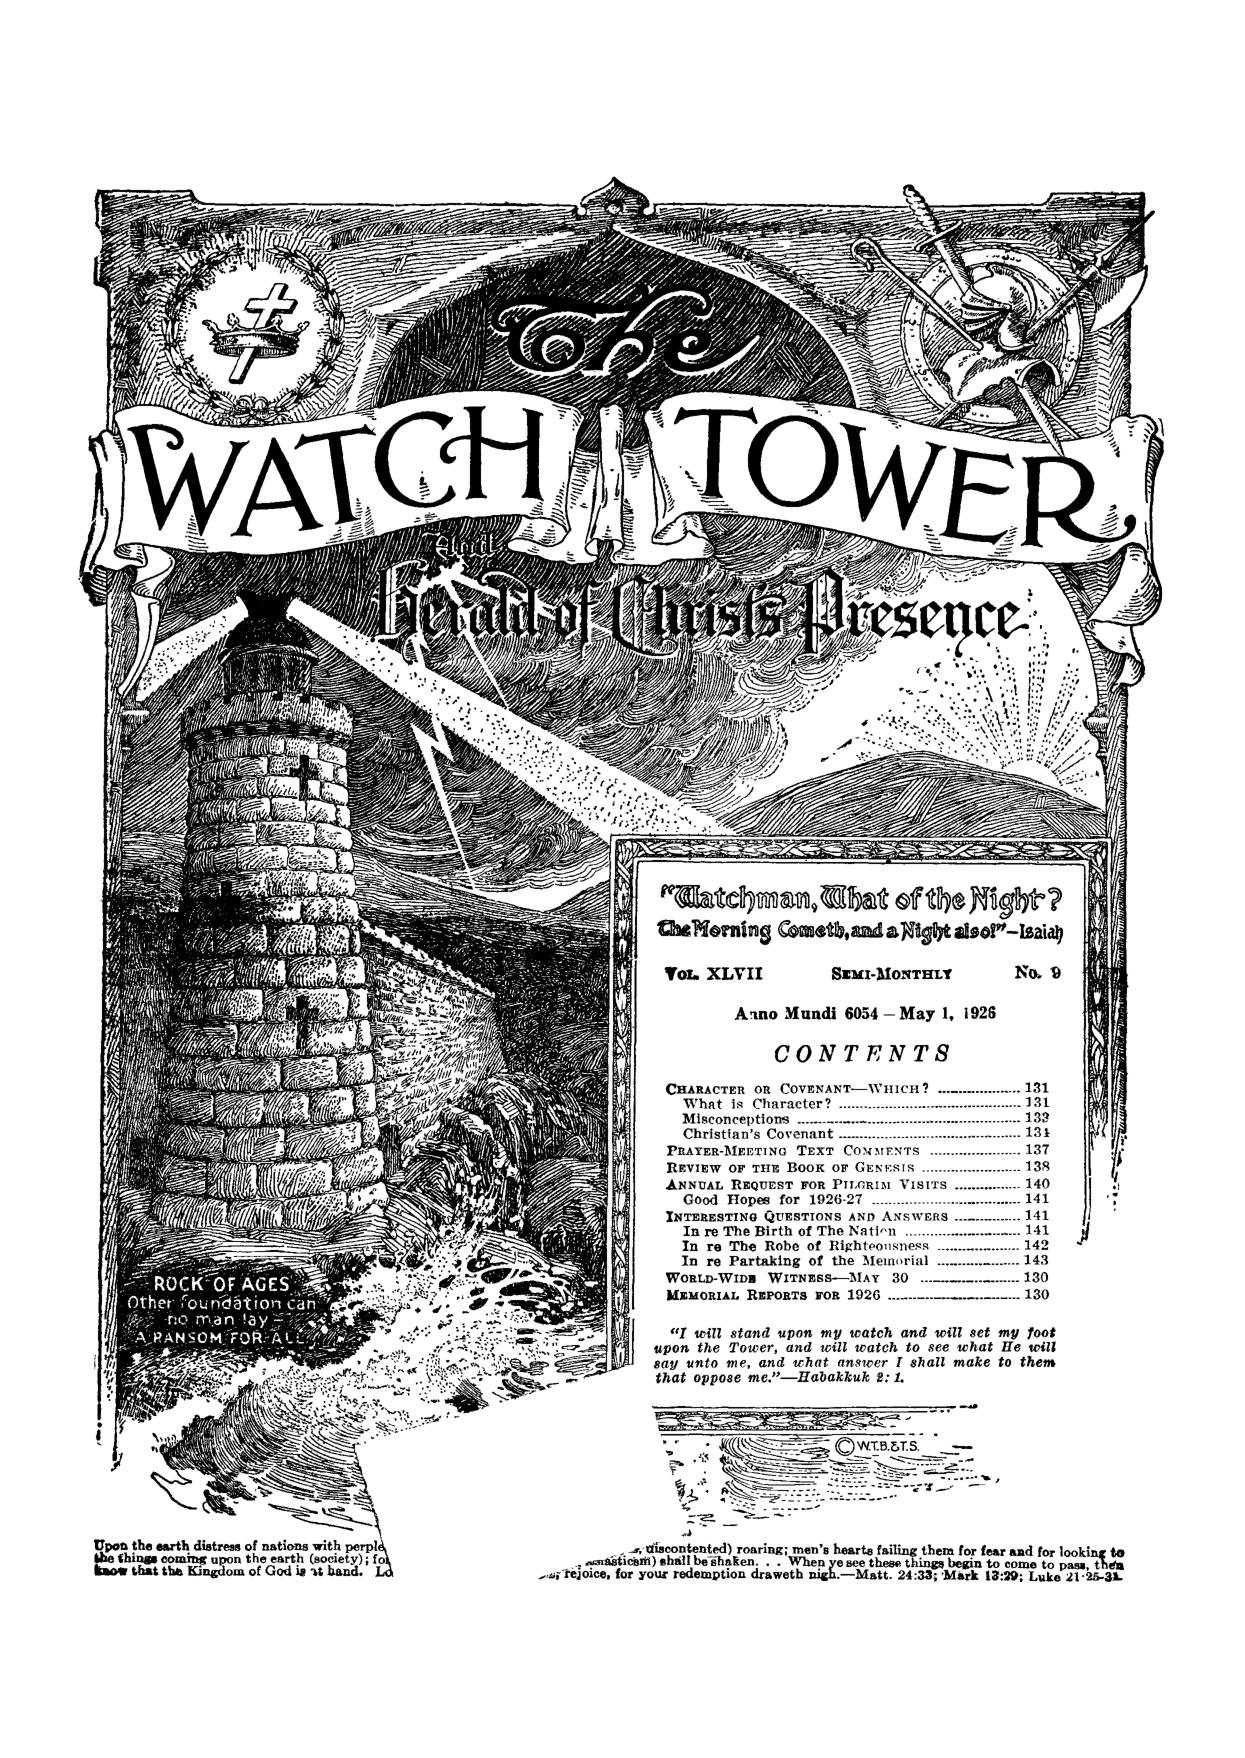 The
WATCH TOWER
And
Herald of Christ's Presence
"Watchman, What of the Night?
The Morning Cometh, and a Night also!"—Isaiah
VOL. XLVII SEMI-MONTHLY No. 9
Anno Mundi 6054 – May 1, 1926
CONTENTS
CHARACTER OR COVENANT—WHICH? 131
What is Character? 131
Misconceptions 133
Christian's Covenant 134
PRAYER-MEETING TEXT COMMENTS 137
REVIEW OF THE BOOK OF GENESIS 138
ANNUAL REQUEST FOR PILGRIM VISITS 140
Good Hopes for 1926-27 141
INTERESTING QUESTIONS AND ANSWERS 141
In re The Birth of The Nation 141
In re The Robe of Righteousness 142
In re Partaking of the Memorial 143
WORLD-WIDE WITNESS—MAY 30 130
MEMORIAL REPORTS FOR 1926 130
"I will stand upon my watch and will set my foot
upon the Tower, and will watch to see what He will
say unto me, and what answer I shall make to them
that oppose me."—Habakkuk 2:1.
ROCK OF AGES
Other foundation can
no man lay –
A RANSOM FOR ALL
© W.T.B.&T.S.
Upon the earth distress of nations with discontented) roaring; men's hearts failing them for fear and for looking to
the things coming upon the earth (society); shall be shaken. . . When ye see these things begin to come to pass, then
know that the Kingdom of God is at hand. rejoice, for your redemption draweth nigh.—Matt. 24:33; Mark 13:29; Luke 21:25-31.